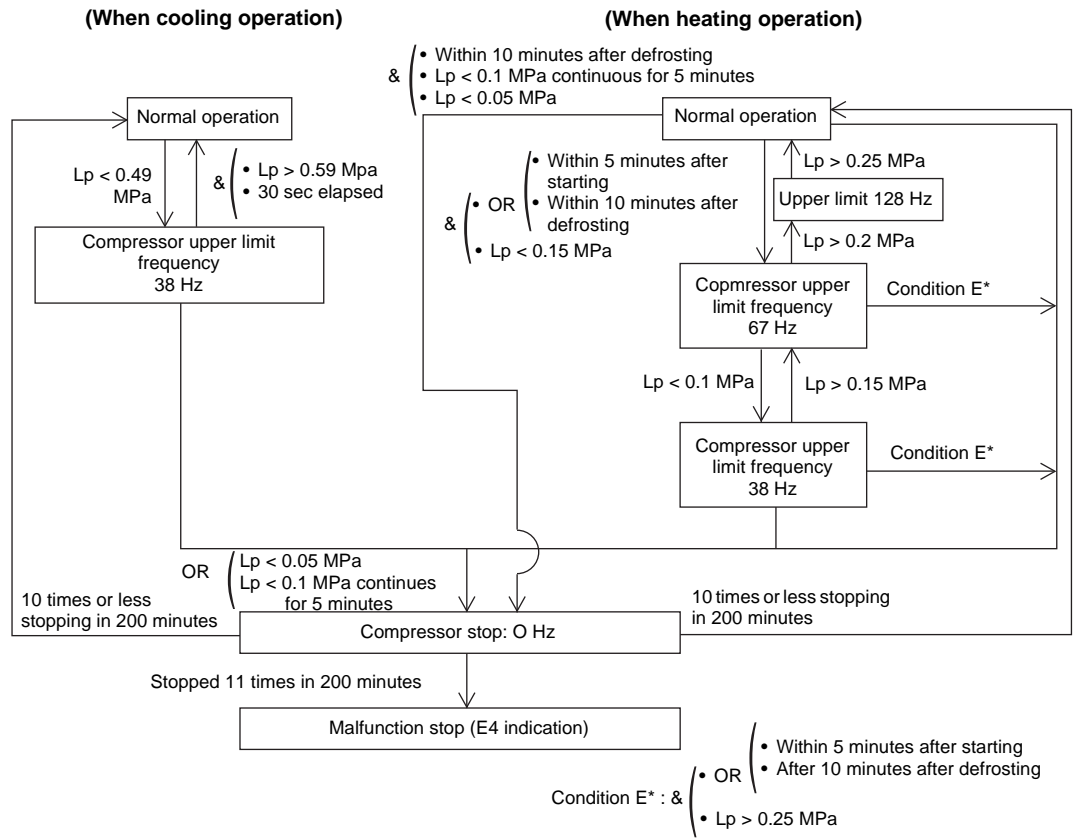 (When cooling operation)
(When heating operation)
• Within 10 minutes after defrosting
& • Lp < 0.1 MPa continuous for 5 minutes
• Lp < 0.05 MPa
Normal operation
Lp < 0.49
MPa
& • Lp > 0.59 Mpa
• 30 sec elapsed
Compressor upper limit
frequency
38 Hz
Normal operation
Lp > 0.25 MPa
Upper limit 128 Hz
Lp > 0.2 MPa
• Within 5 minutes after
starting
& • OR • Within 10 minutes after
defrosting
• Lp < 0.15 MPa
Copmressor upper
limit frequency
67 Hz
Condition E*
Lp < 0.1 MPa
Lp > 0.15 MPa
Compressor upper
limit frequency
38 Hz
Condition E*
OR Lp < 0.05 MPa
Lp < 0.1 MPa continues
for 5 minutes
10 times or less
stopping in 200 minutes
10 times or less stopping
in 200 minutes
Compressor stop: O Hz
Stopped 11 times in 200 minutes
Malfunction stop (E4 indication)
• Within 5 minutes after starting
• OR • After 10 minutes after defrosting
Condition E* : &
• Lp > 0.25 MPa